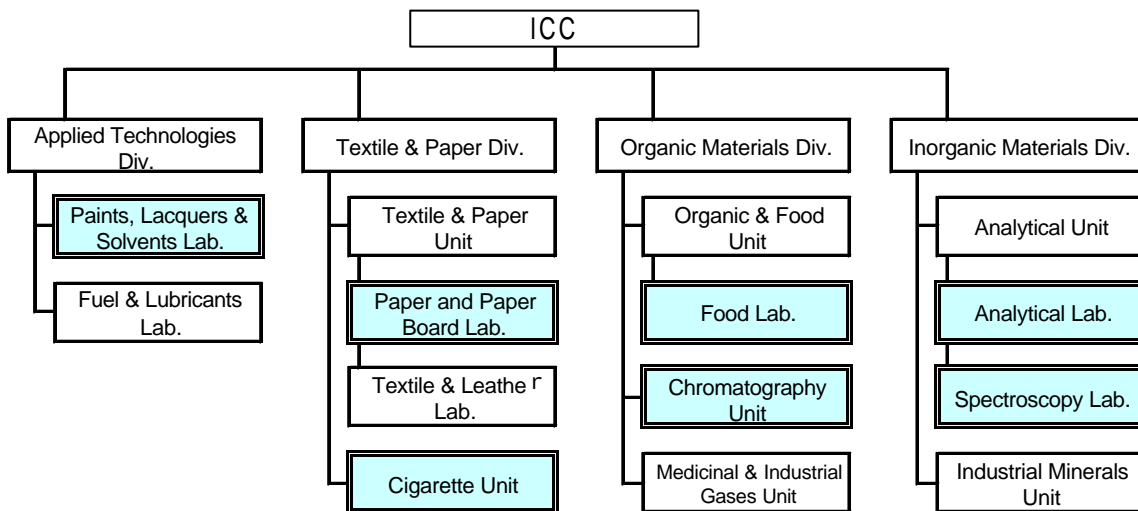 ICC
Applied Technologies
Div.
Textile & Paper Div.
Organic Materials Div.
Inorganic Materials Div.
Paints, Lacquers &
Solvents Lab.
Fuel & Lubricants
Lab.
Textile & Paper
Unit
Paper and Paper
Board Lab.
Textile & Leather
Lab.
Cigarette Unit
Organic & Food
Unit
Food Lab.
Chromatography
Unit
Medicinal & Industrial
Gases Unit
Analytical Unit
Analytical Lab.
Spectroscopy Lab.
Industrial Minerals
Unit